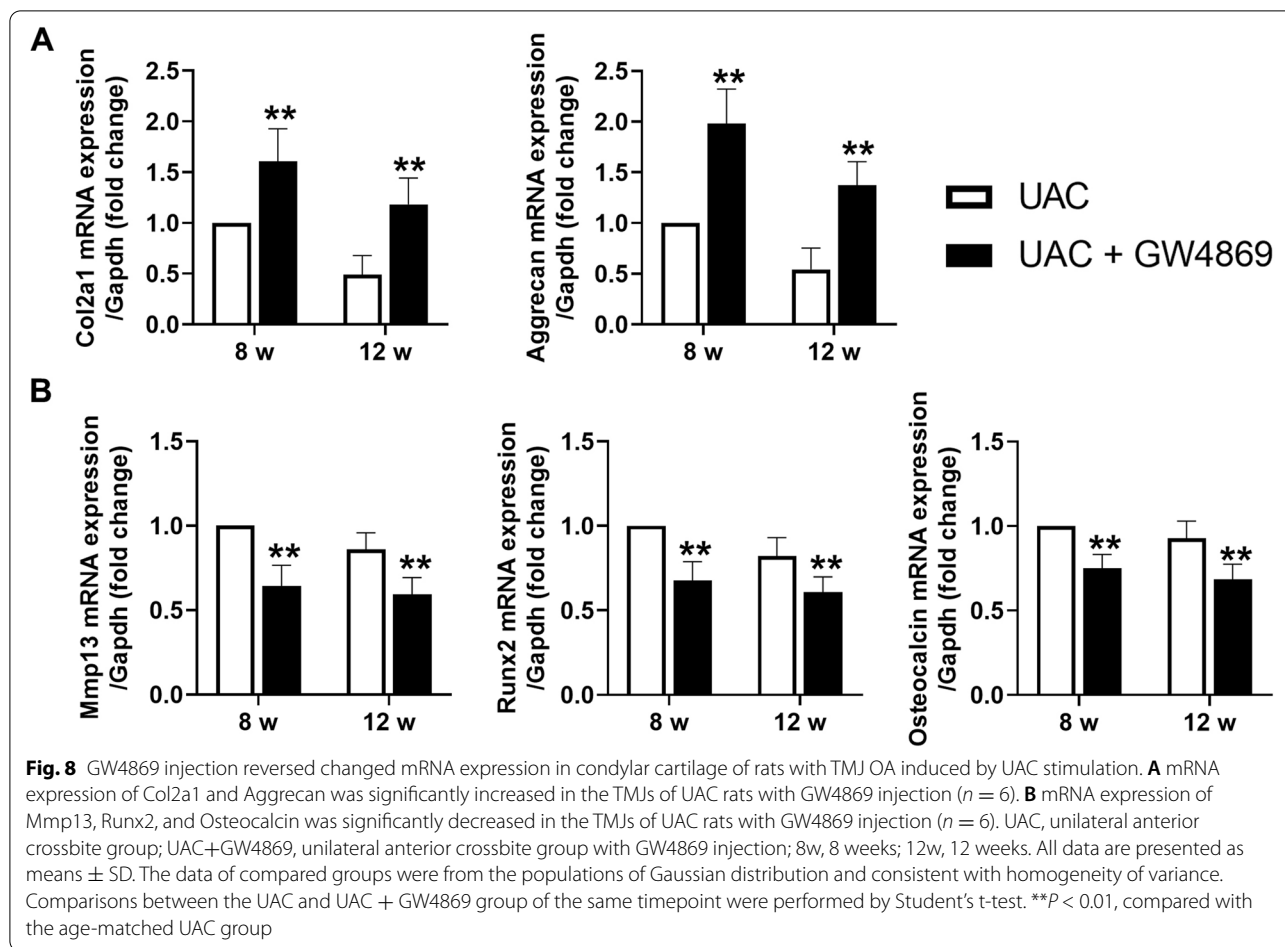 A
Col2a1 mRNA expression
/Gapdh (fold change)
2.5
2.0
1.5
1.0
0.5
0.0
**
**
8 w
12 w
Aggrecan mRNA expression
/Gapdh (fold change)
2.5
2.0
1.5
1.0
0.5
0.0
**
**
8 w
12 w
UAC
UAC + GW4869
B
Mmp13 mRNA expression
/Gapdh (fold change)
1.5
1.0
0.5
0.0
**
**
8 w
12 w
Runx2 mRNA expression
/Gapdh (fold change)
1.5
1.0
0.5
0.0
**
**
8 w
12 w
Osteocalcin mRNA expression
/Gapdh (fold change)
1.5
1.0
0.5
0.0
**
**
8 w
12 w
Fig. 8 GW4869 injection reversed changed mRNA expression in condylar cartilage of rats with TMJ OA induced by UAC stimulation. A mRNA
expression of Col2a1 and Aggrecan was significantly increased in the TMJs of UAC rats with GW4869 injection (n = 6). B mRNA expression of
Mmp13, Runx2, and Osteocalcin was significantly decreased in the TMJs of UAC rats with GW4869 injection (n = 6). UAC, unilateral anterior
crossbite group; UAC+GW4869, unilateral anterior crossbite group with GW4869 injection; 8w, 8 weeks; 12w, 12 weeks. All data are presented as
means ± SD. The data of compared groups were from the populations of Gaussian distribution and consistent with homogeneity of variance.
Comparisons between the UAC and UAC + GW4869 group of the same timepoint were performed by Student's t-test. **P < 0.01, compared with
the age-matched UAC group